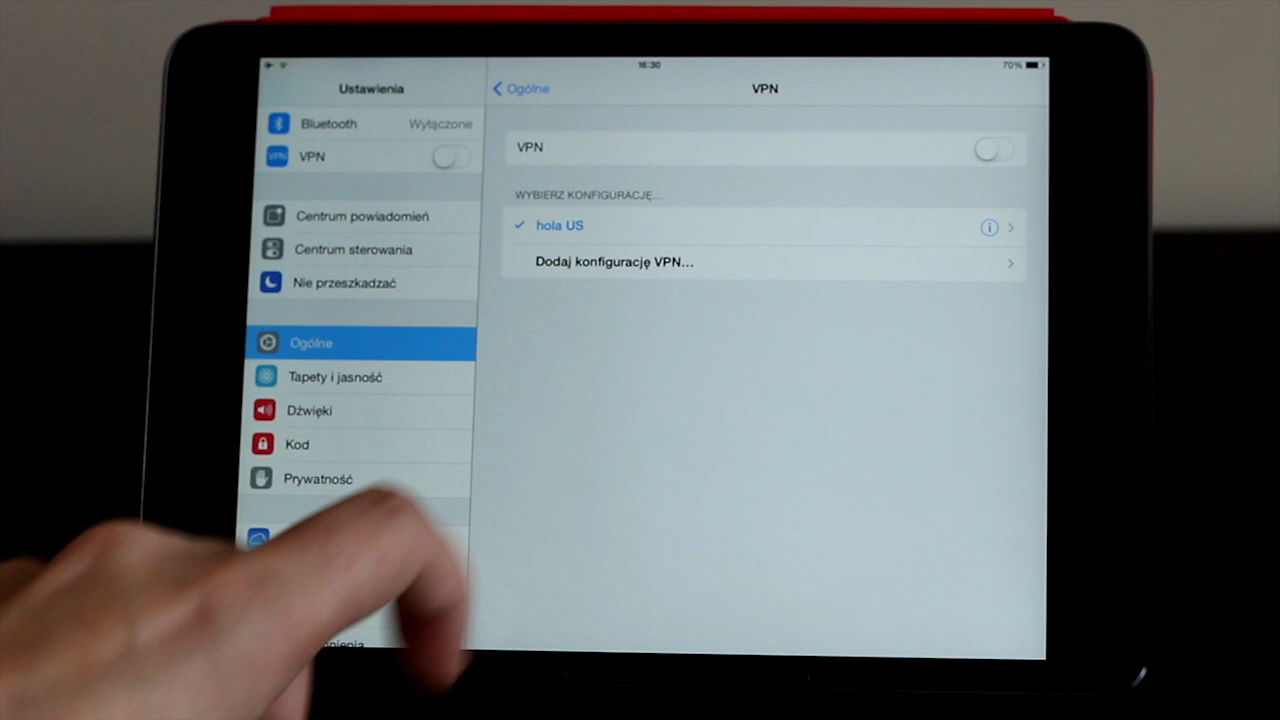 16:30
70%
Ustawienia
Bluetooth
Wyłączone
VPN
VPN
Centrum powiadomień
Centrum sterowania
Nie przeszkadzać
Ogólne
Tapety i jasność
Dźwięki
Kod
Prywatność
Ogólne
VPN
VPN
WYBIERZ KONFIGURACJĘ...
hola US
Dodaj konfigurację VPN...